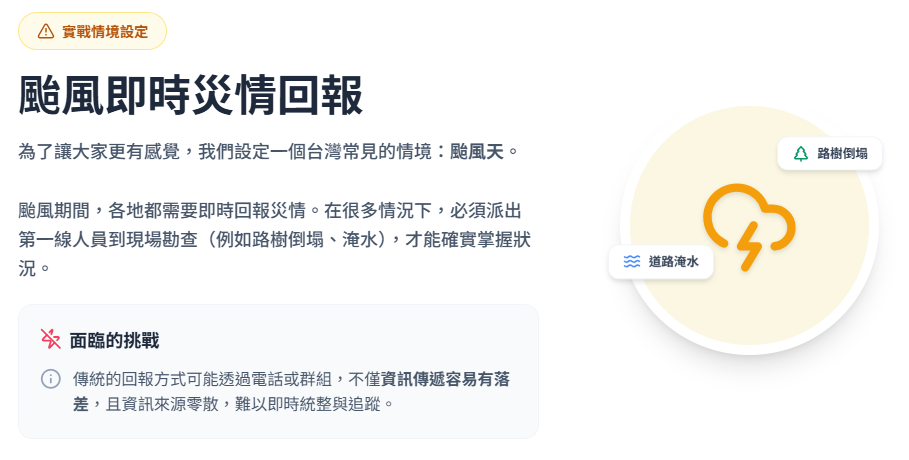 實戰情境設定
颱風即時災情回報
為了讓大家更有感覺，我們設定一個台灣常見的情境：颱風天。
颱風期間，各地都需要即時回報災情。在很多情況下，必須派出
第一線人員到現場勘查（例如路樹倒塌、淹水），才能確實掌握狀
況。
面臨的挑戰
傳統的回報方式可能透過電話或群組，不僅資訊傳遞容易有落
差，且資訊來源零散，難以即時統整與追蹤。
路樹倒塌
道路淹水